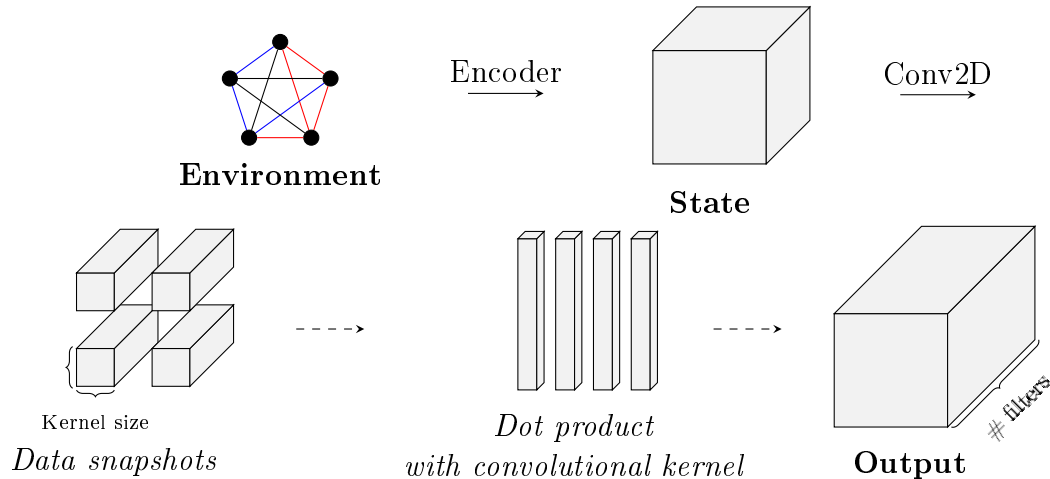 Encoder
Conv2D
Environment
State
Kernel size
Data snapshots
Dot product
with convolutional kernel
# filters
Output